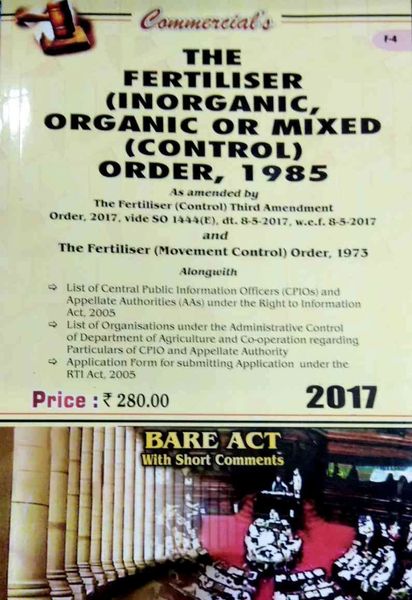 Commercial's
F-4
THE
FERTILISER
(INORGANIC,
ORGANIC OR MIXED
(CONTROL)
ORDER, 1985
As amended by
The Fertiliser (Control) Third Amendment
Order, 2017, vide SO 1444(E), dt. 8-5-2017, w.e.f. 8-5-2017
and
The Fertiliser (Movement Control) Order, 1973
Alongwith
⇨ List of Central Public Information Officers (CPIOs) and
Appellate Authorities (AAs) under the Right to Information
Act, 2005
⇨ List of Organisations under the Administrative Control
of Department of Agriculture and Co-operation regarding
Particulars of CPIO and Appellate Authority
⇨ Application Form for submitting Application under the
RTI Act, 2005
Price : ₹ 280.00
2017
BARE ACT
With Short Comments